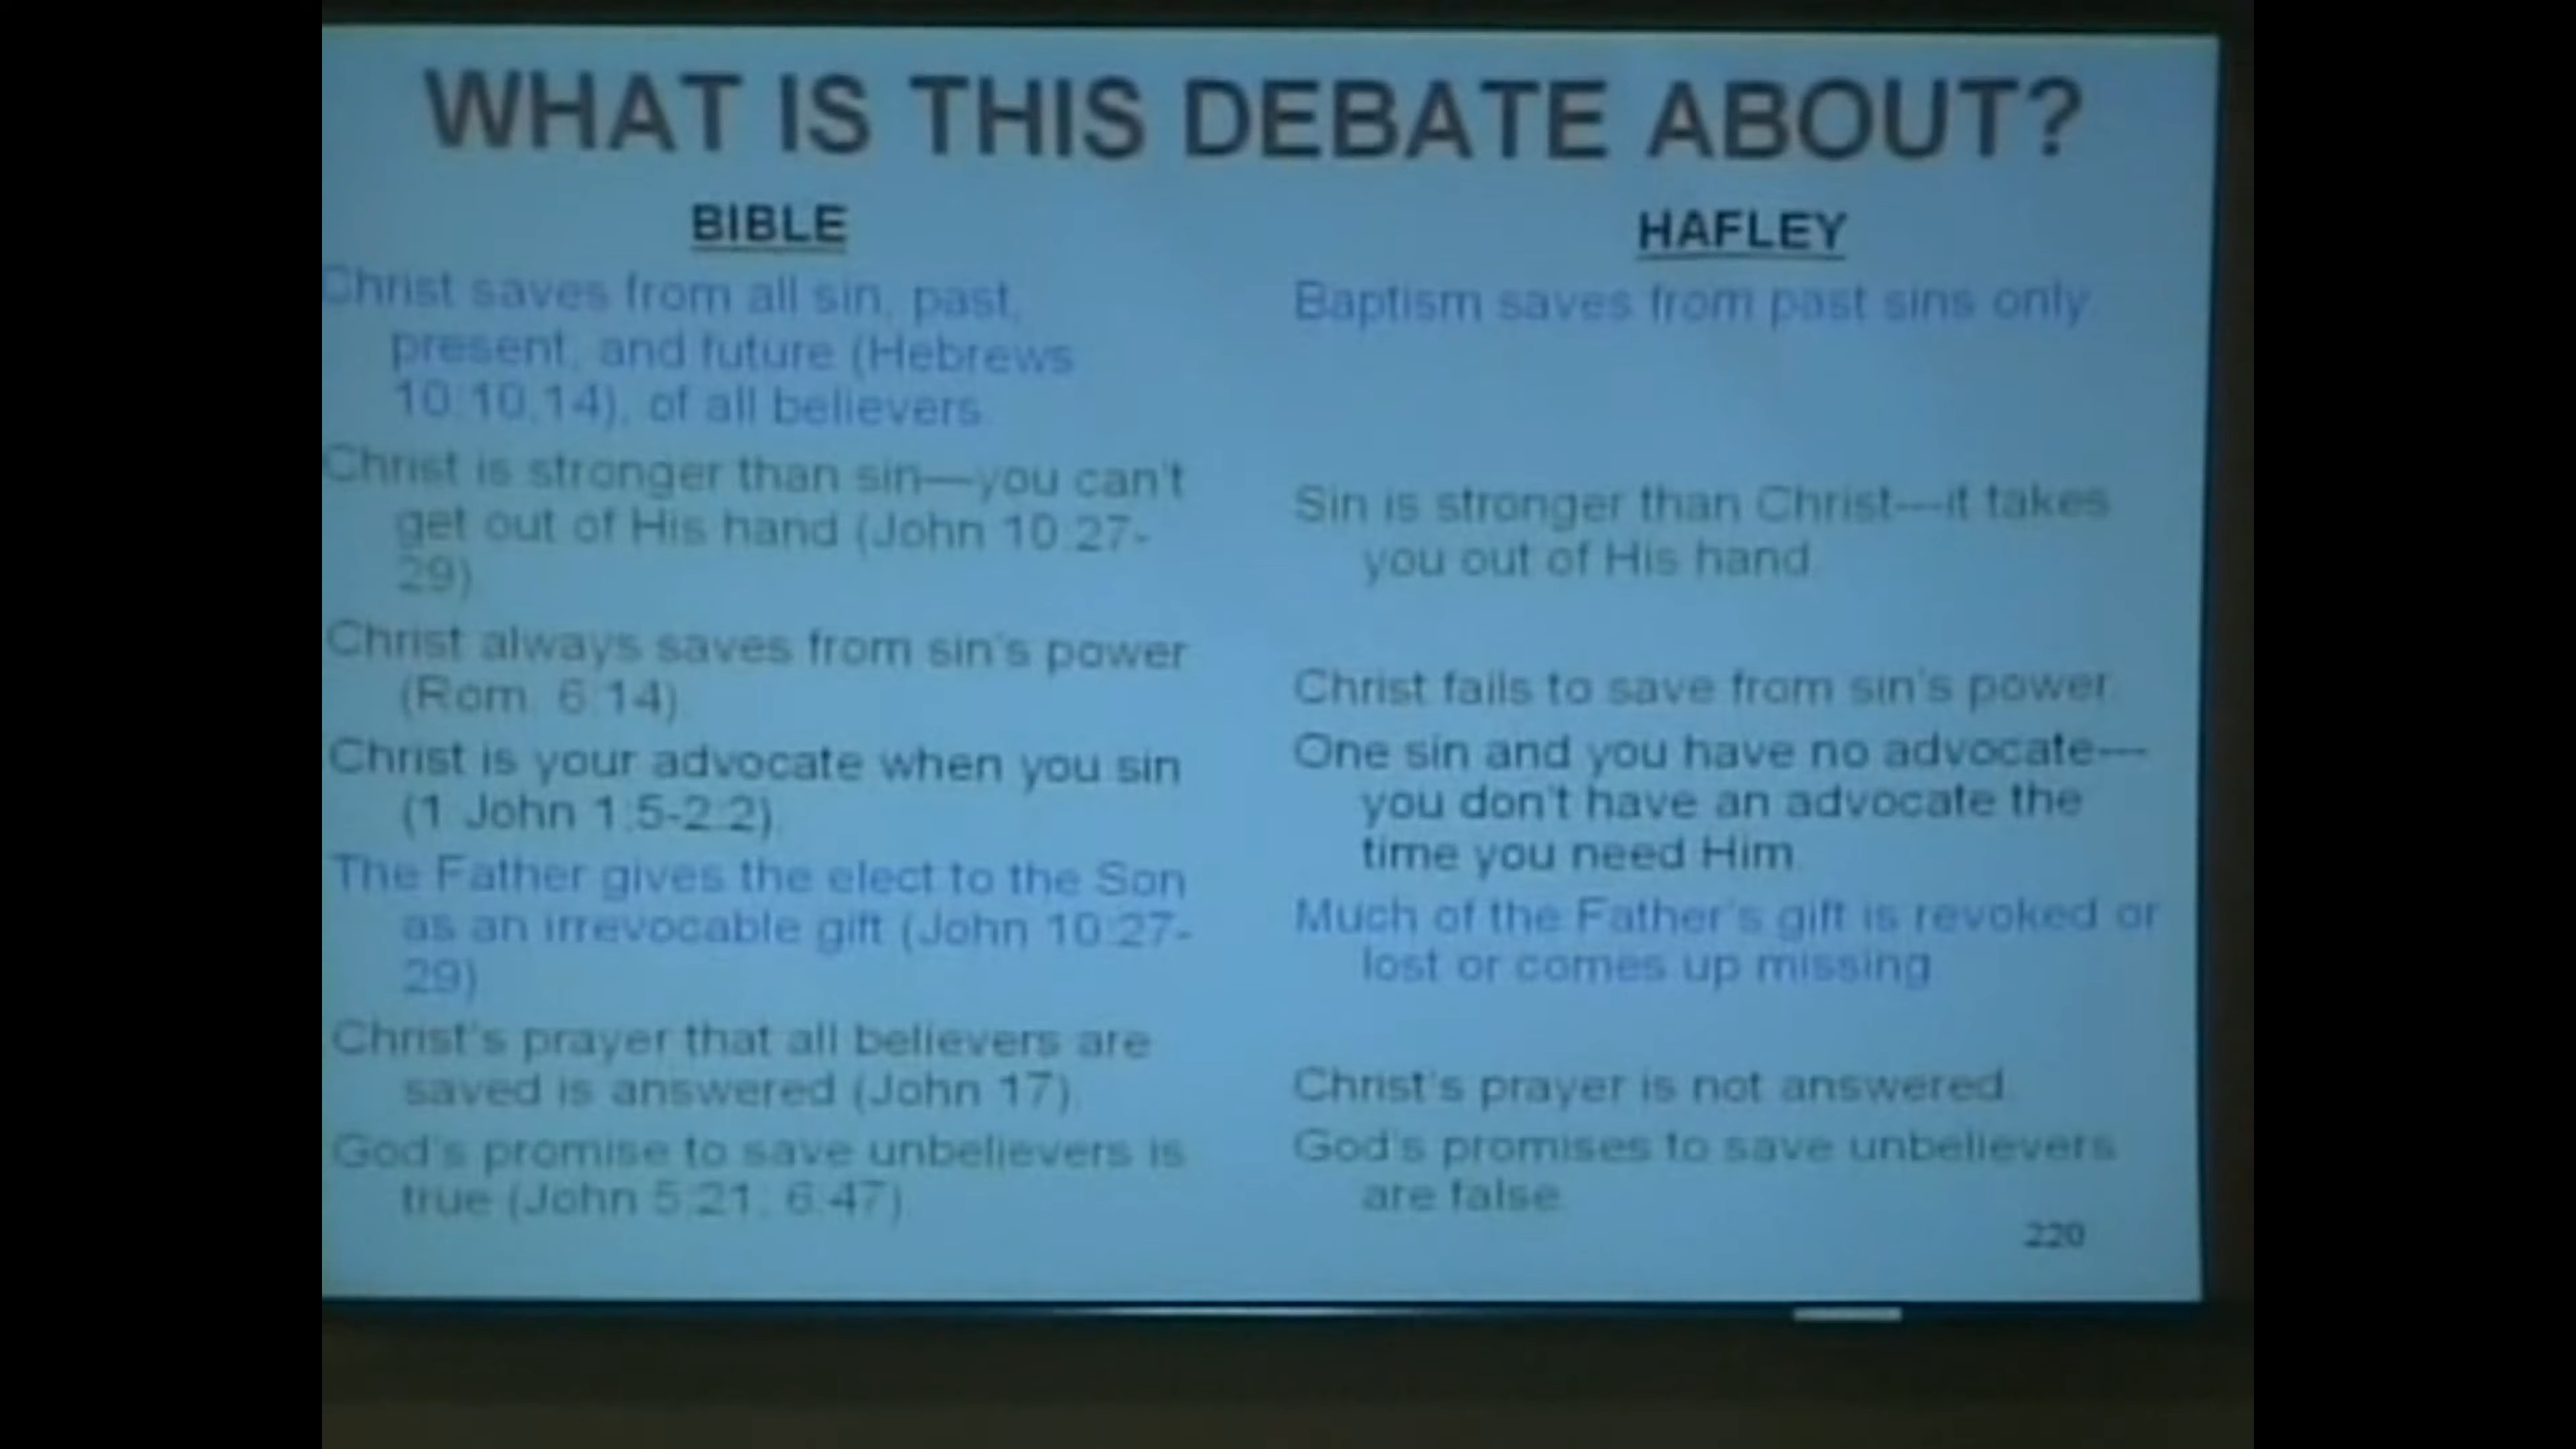 WHAT IS THIS DEBATE ABOUT?
BIBLE
Christ saves from all sin, past,
present, and future (Hebrews
10:10,14), of all believers.
Christ is stronger than sin—you can't
get out of His hand (John 10:27-
29)
Christ always saves from sin's power
(Rom. 6:14).
Christ is your advocate when you sin
(1 John 1:5-2:2).
The Father gives the elect to the Son
as an irrevocable gift (John 10:27-
29)
Christ's prayer that all believers are
saved is answered (John 17).
God's promise to save unbelievers is
true (John 5:21; 6:47).
HAFLEY
Baptism saves from past sins only.
Sin is stronger than Christ---it takes
you out of His hand.
Christ fails to save from sin's power.
One sin and you have no advocate---
you don't have an advocate the
time you need Him.
Much of the Father's gift is revoked or
lost or comes up missing
Christ's prayer is not answered.
God's promises to save unbelievers
are false.
220